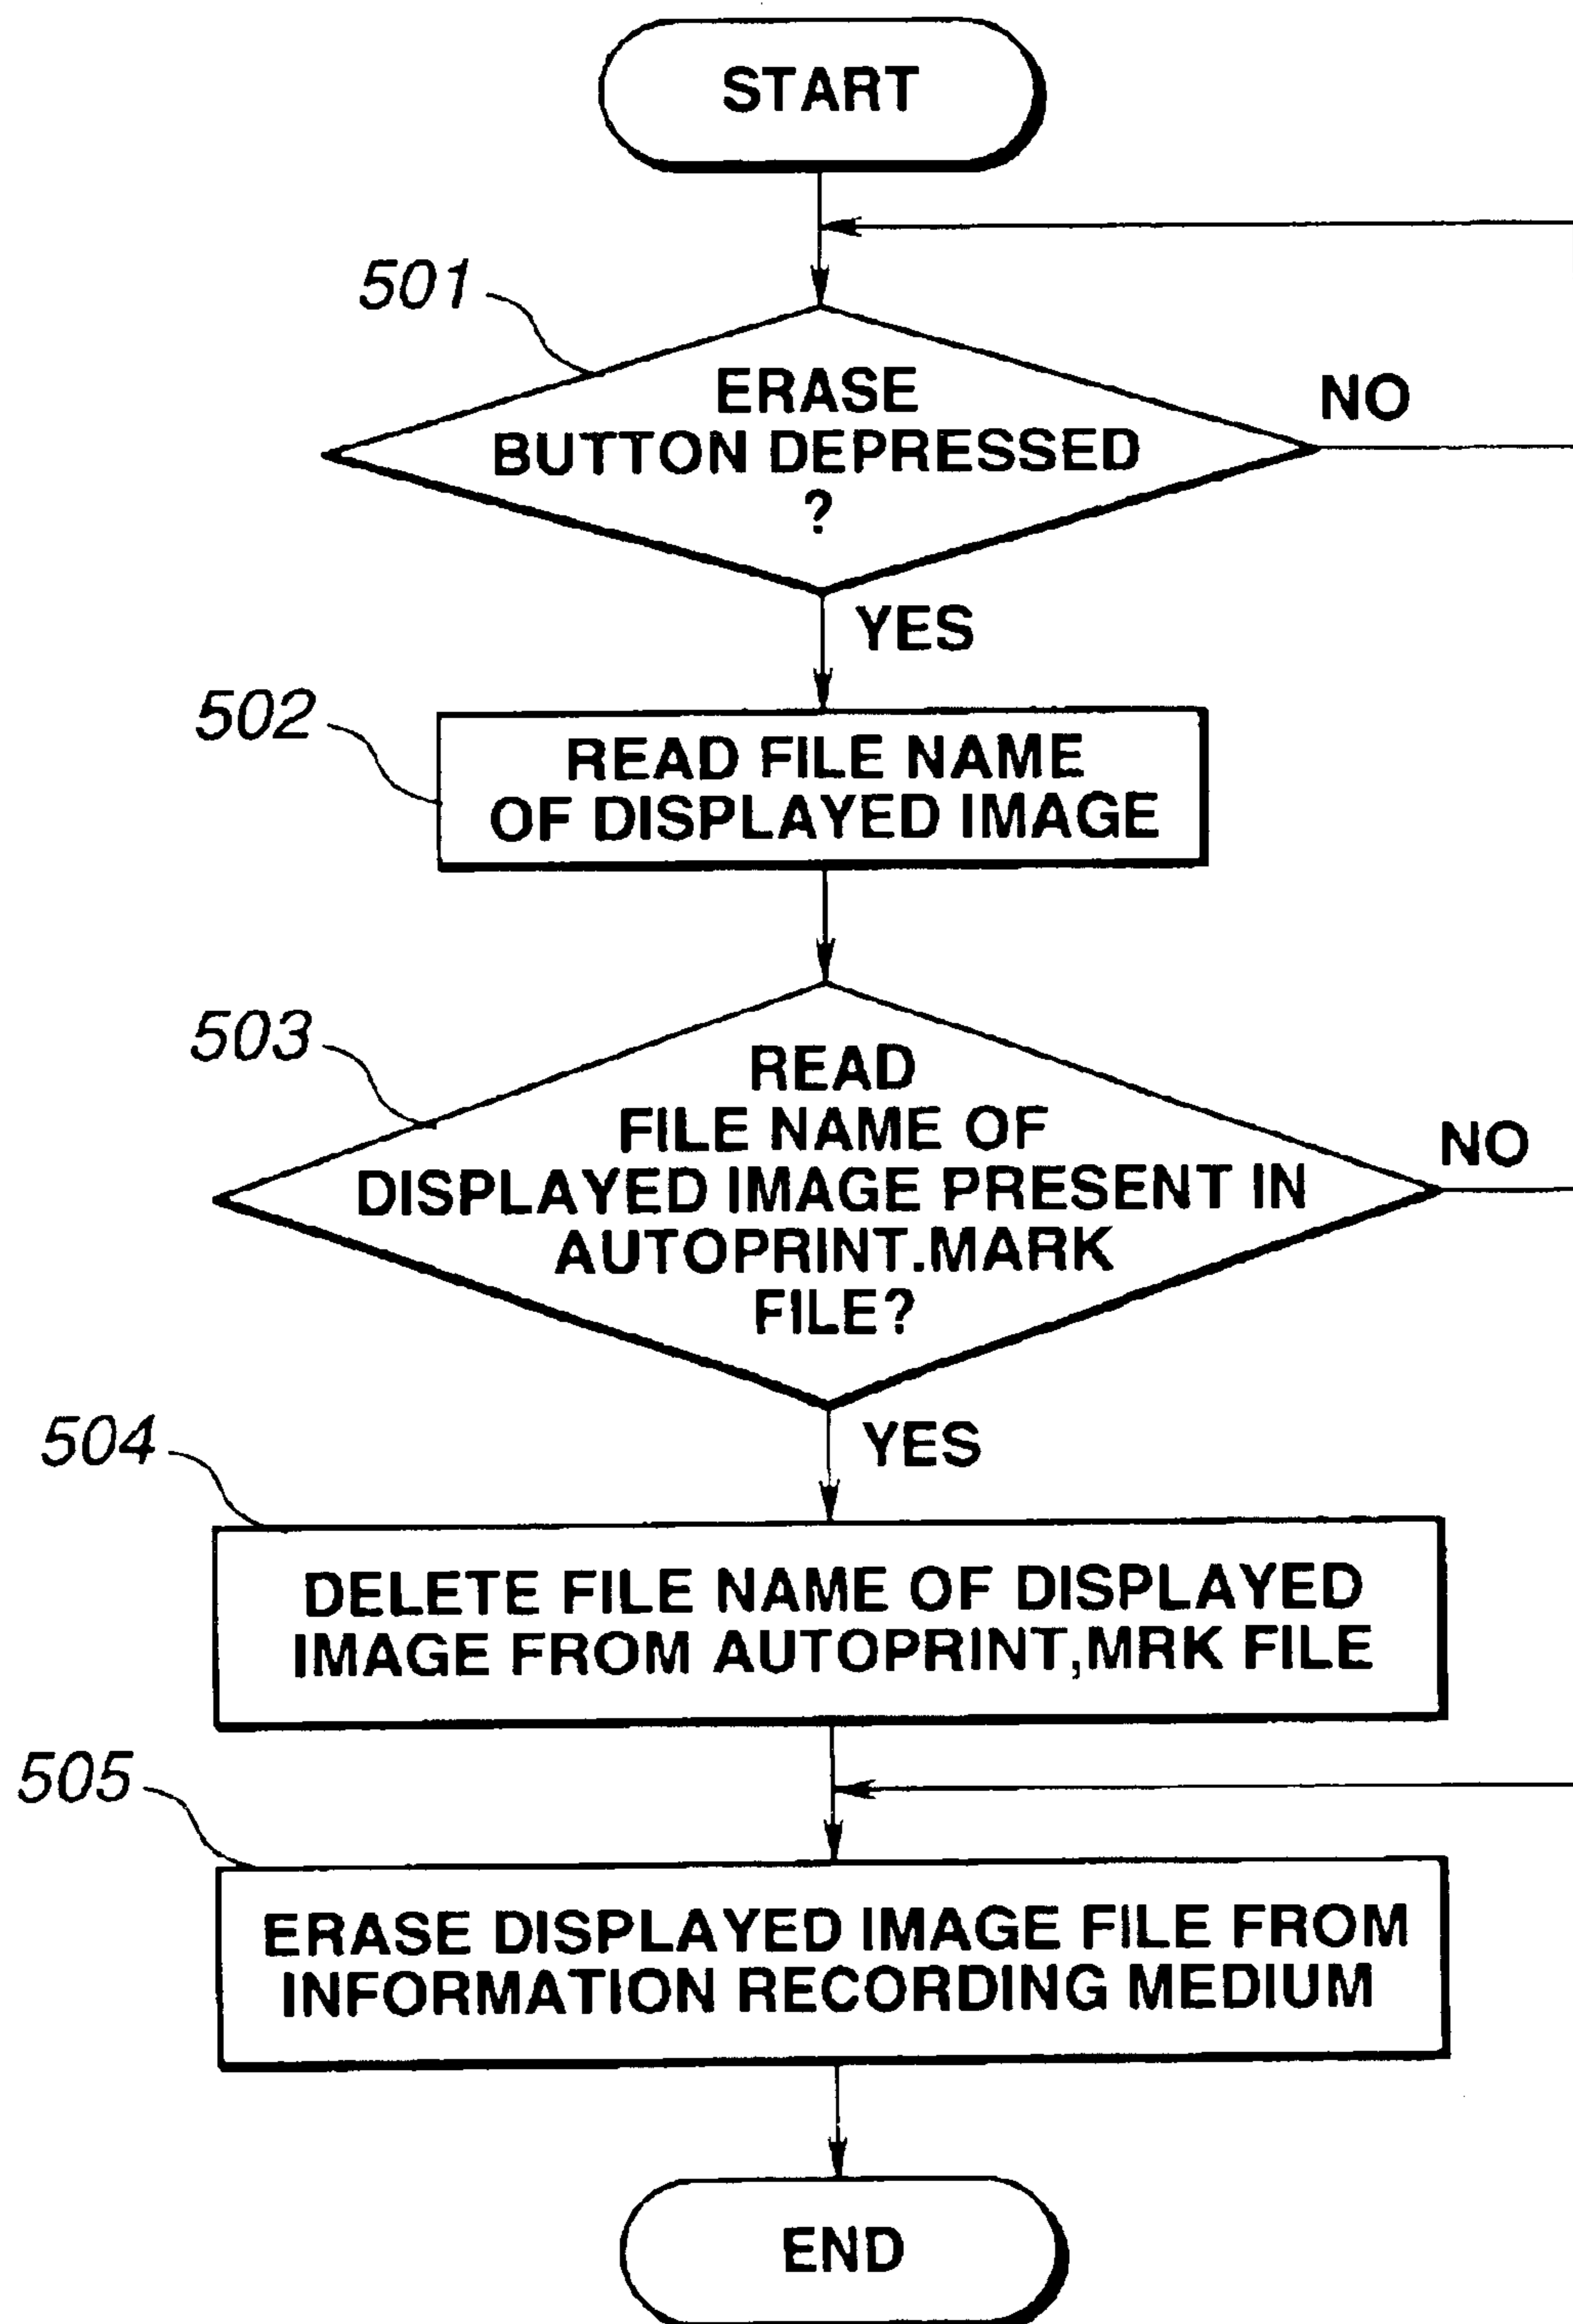 START
501
ERASE
BUTTON DEPRESSED
?
NO
YES
502
READ FILE NAME
OF DISPLAYED IMAGE
503
READ
FILE NAME OF
DISPLAYED IMAGE PRESENT IN
AUTOPRINT.MARK
FILE?
NO
YES
504
DELETE FILE NAME OF DISPLAYED
IMAGE FROM AUTOPRINT,MRK FILE
505
ERASE DISPLAYED IMAGE FILE FROM
INFORMATION RECORDING MEDIUM
END